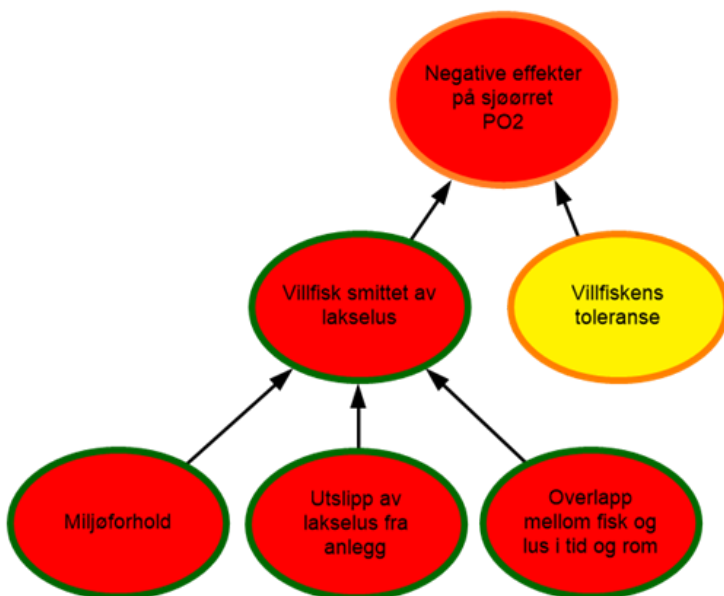 Negative effekter
på sjøørret
PO2
Villfisk smittet av
lakselus
Villfiskens
toleranse
Miljøforhold
Utslipp av
lakselus fra
anlegg
Overlapp
mellom fisk og
lus i tid og rom